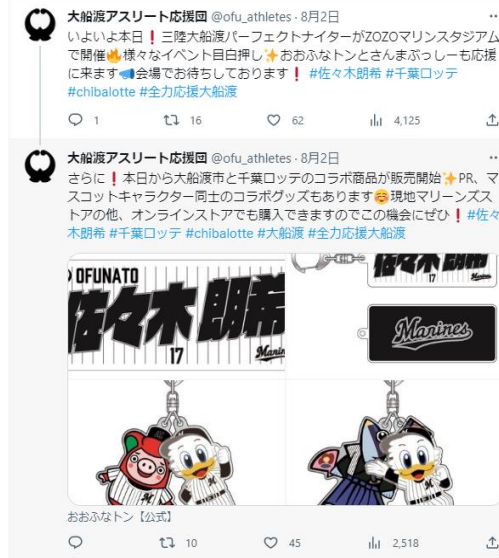 大船渡アスリート応援団 @ofu_athletes · 8月2日
いよいよ本日❗三陸大船渡パーフェクトナイターがZOZOマリンスタジアム
で開催🔥様々なイベント目白押し✨おおふなトンとさんまぶっしーも応援
に来ます📣会場でお待ちしております❗ #佐々木朗希 #千葉ロッテ
#chibalotte #全力応援大船渡
1 16 62 4,125
大船渡アスリート応援団 @ofu_athletes · 8月2日
さらに❗本日から大船渡市と千葉ロッテのコラボ商品が販売開始✨PR、マ
スコットキャラクター同士のコラボグッズもあります☺️現地マリーンズス
トアの他、オンラインストアでも購入できますのでこの機会にぜひ❗#佐々
木朗希 #千葉ロッテ #chibalotte #大船渡 #全力応援大船渡
OFUNATO
佐々木朗希
17
Marines
佐々木朗希
17
Marines
おおふなトン【公式】
10 45 2,518